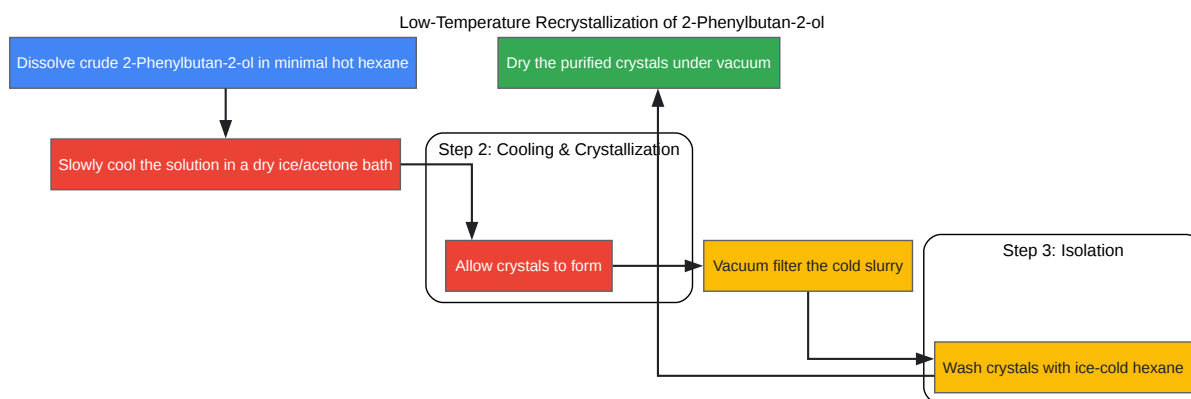 Low-Temperature Recrystallization of 2-Phenylbutan-2-ol
Dissolve crude 2-Phenylbutan-2-ol in minimal hot hexane
Dry the purified crystals under vacuum
Slowly cool the solution in a dry ice/acetone bath
Step 2: Cooling & Crystallization
Allow crystals to form
Vacuum filter the cold slurry
Step 3: Isolation
Wash crystals with ice-cold hexane